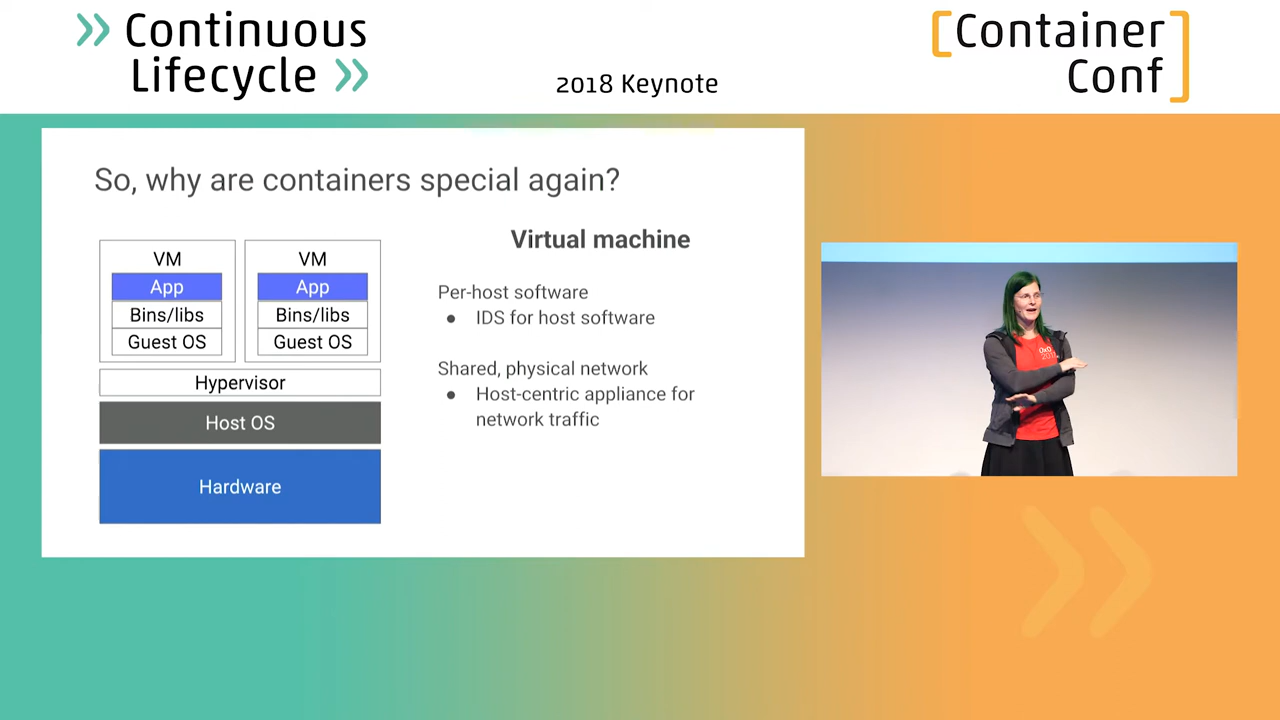 Continuous
Lifecycle
2018 Keynote
Container
Conf
So, why are containers special again?
VM
App
Bins/libs
Guest OS
VM
App
Bins/libs
Guest OS
Hypervisor
Host OS
Hardware
Virtual machine
Per-host software
● IDS for host software
Shared, physical network
● Host-centric appliance for
network traffic